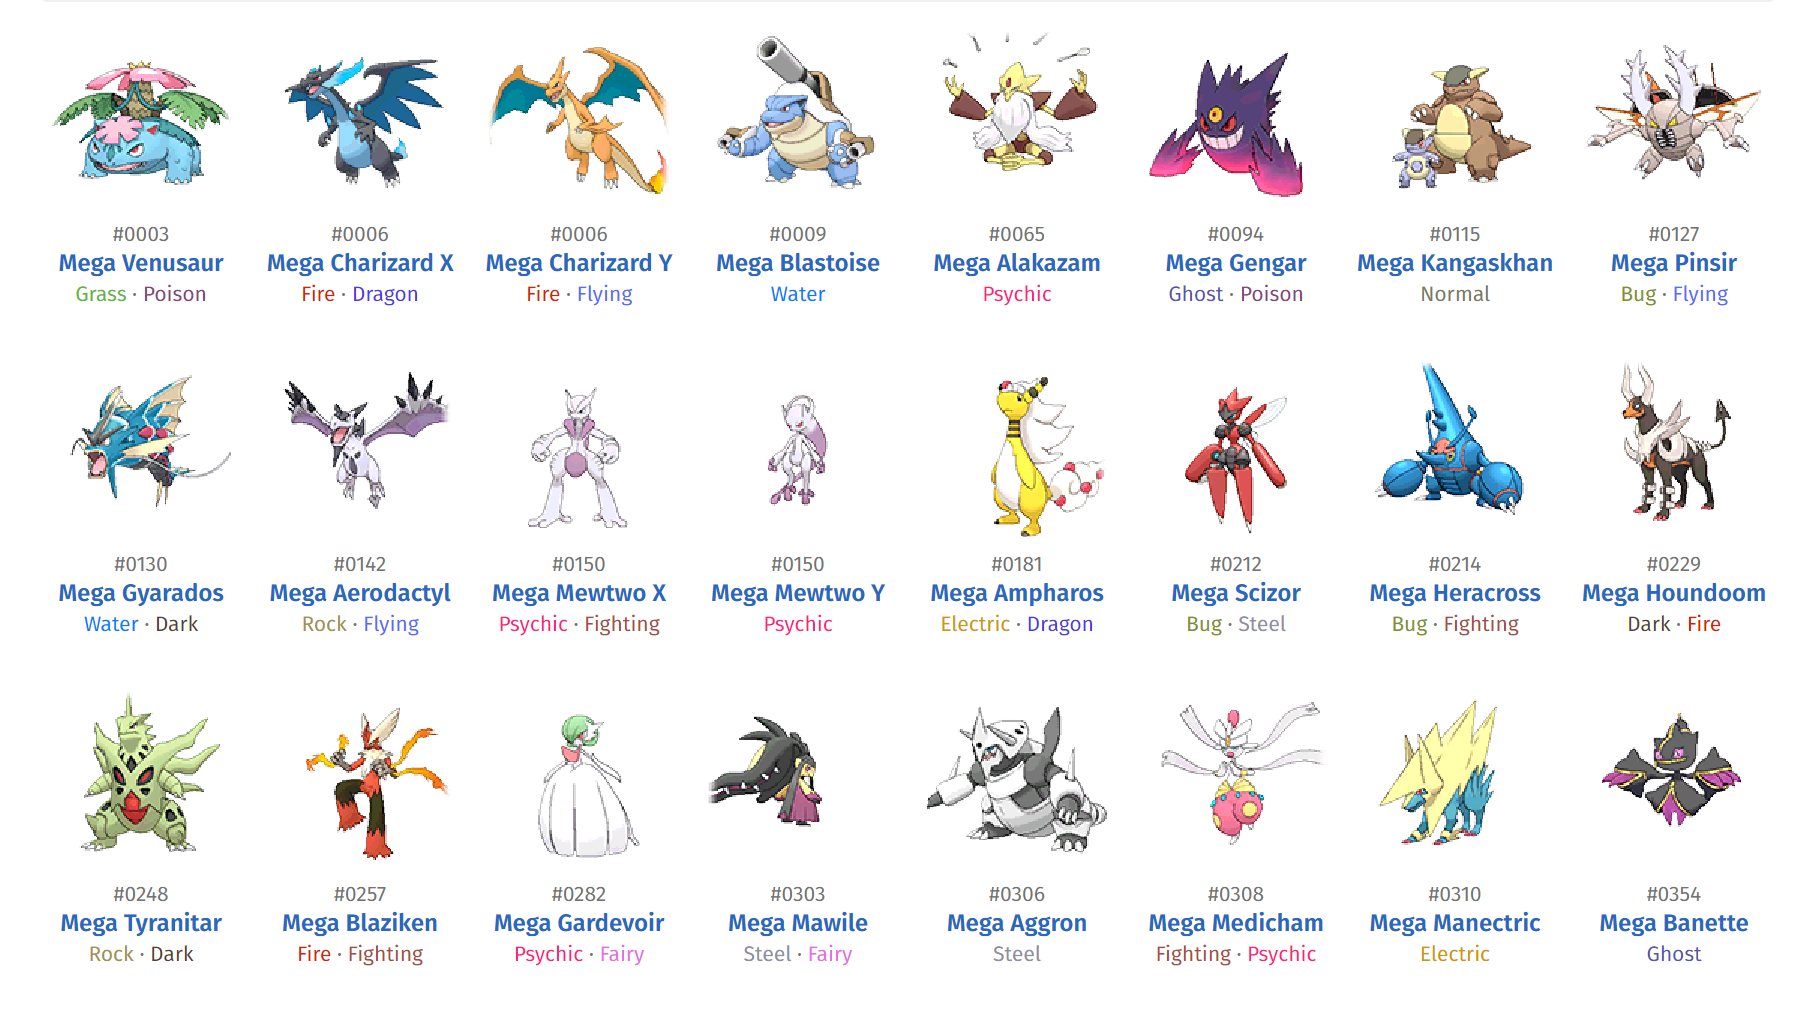 #0003 #0006 #0006 #0009 #0065 #0094 #0115 #0127
Mega Venusaur Mega Charizard X Mega Charizard Y Mega Blastoise Mega Alakazam Mega Gengar Mega Kangaskhan Mega Pinsir
Grass · Poison Fire · Dragon Fire · Flying Water Psychic Ghost · Poison Normal Bug · Flying
#0130 #0142 #0150 #0150 #0181 #0212 #0214 #0229
Mega Gyarados Mega Aerodactyl Mega Mewtwo X Mega Mewtwo Y Mega Ampharos Mega Scizor Mega Heracross Mega Houndoom
Water · Dark Rock · Flying Psychic · Fighting Psychic Electric · Dragon Bug · Steel Bug · Fighting Dark · Fire
#0248 #0257 #0282 #0303 #0306 #0308 #0310 #0354
Mega Tyranitar Mega Blaziken Mega Gardevoir Mega Mawile Mega Aggron Mega Medicham Mega Manectric Mega Banette
Rock · Dark Fire · Fighting Psychic · Fairy Steel · Fairy Steel Fighting · Psychic Electric Ghost